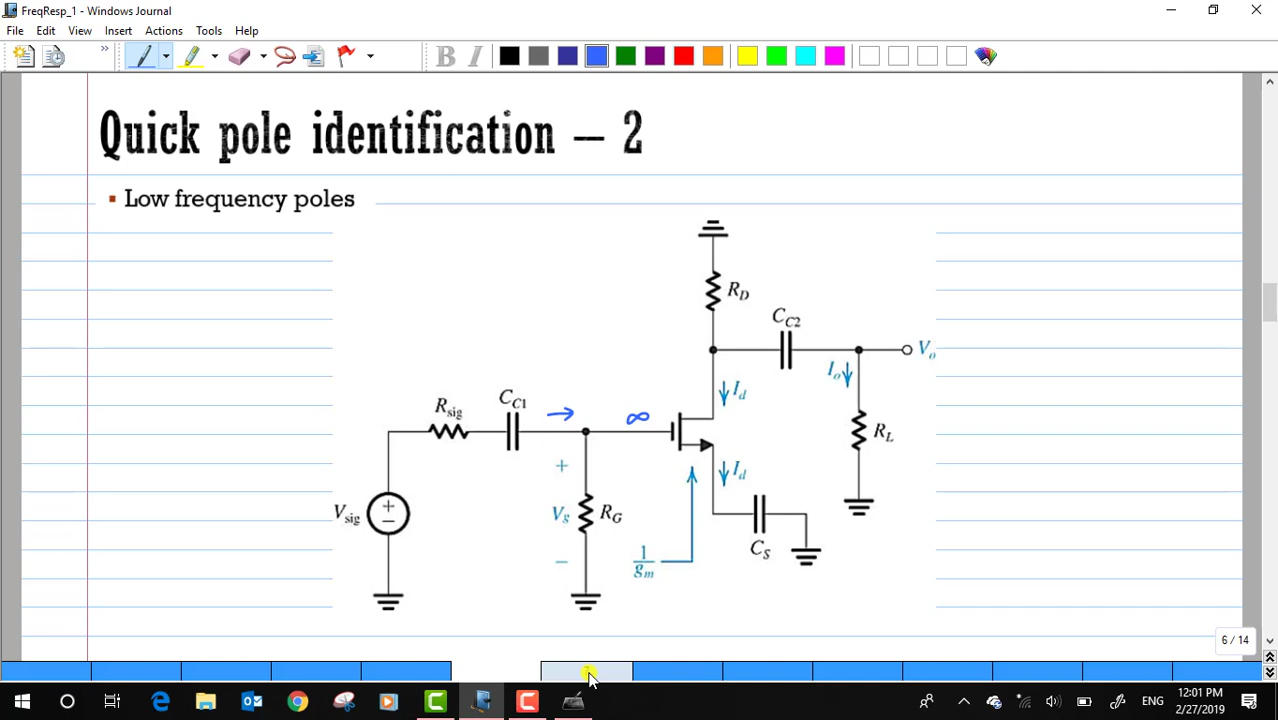 FreqResp_1 - Windows Journal
File Edit View Insert Actions Tools Help
B I
Quick pole identification – 2
Low frequency poles
R_D
C_C2
V_o
I_o
I_d
R_sig
C_C1
→ ∞
R_L
+
I_d
V_sig
+
−
V_g
R_G
−
1
g_m
C_S
6 / 14
ENG
12:01 PM
2/27/2019